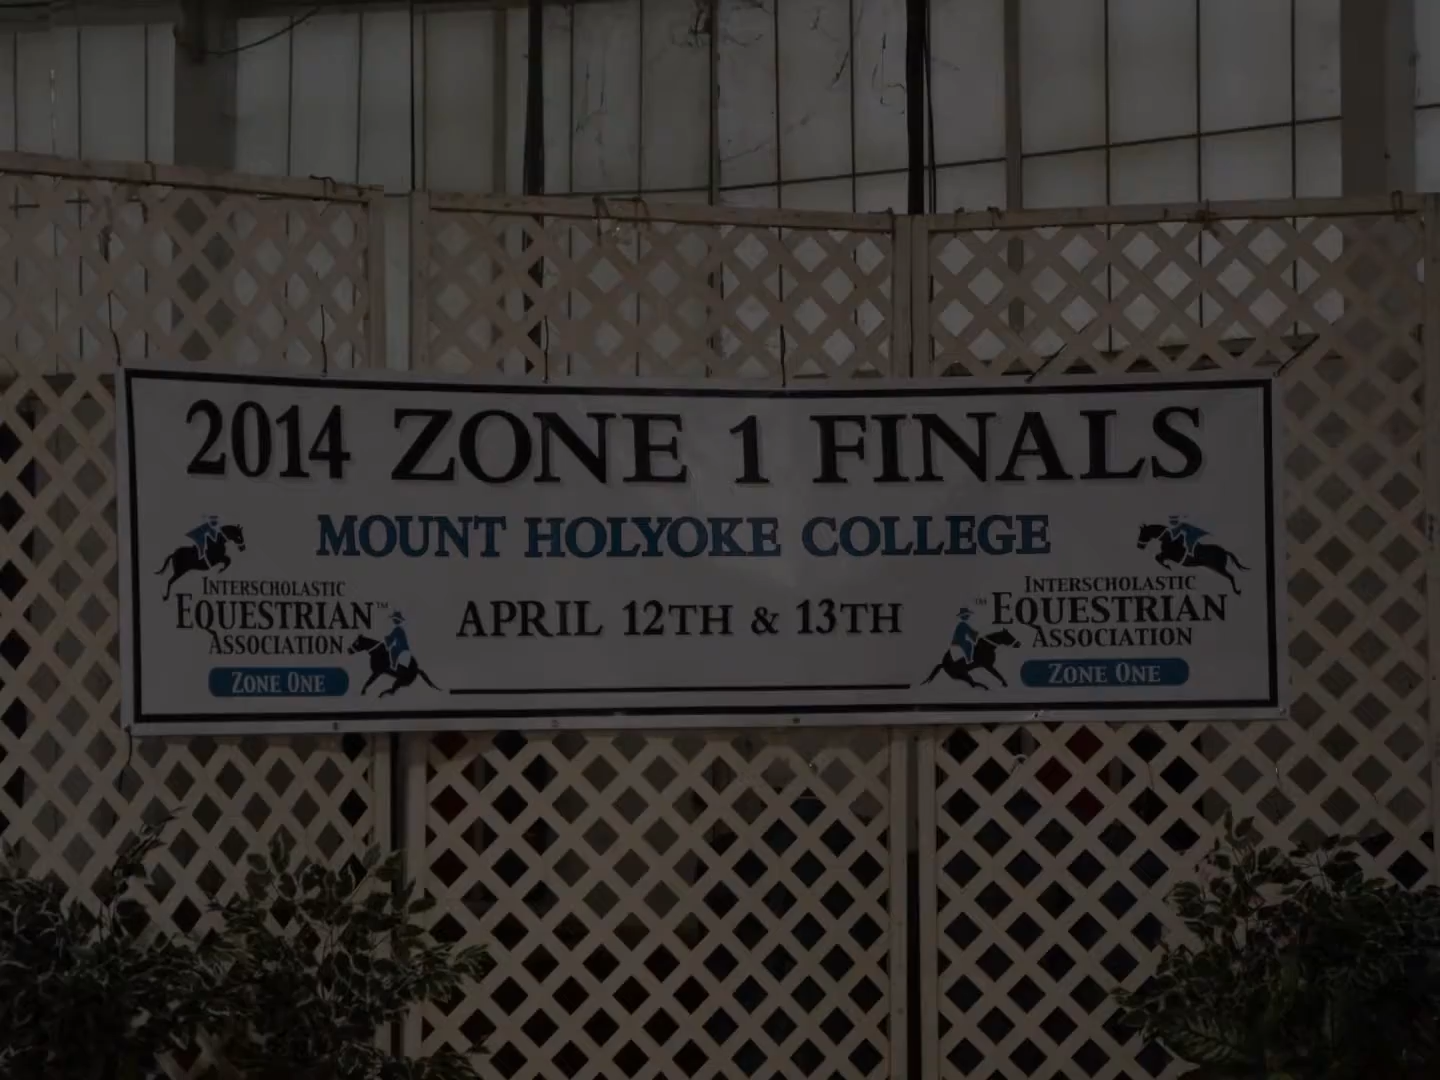 2014 ZONE 1 FINALS
MOUNT HOLYOKE COLLEGE
APRIL 12TH & 13TH
INTERSCHOLASTIC
EQUESTRIAN™
ASSOCIATION
ZONE ONE
INTERSCHOLASTIC
™EQUESTRIAN
ASSOCIATION
ZONE ONE